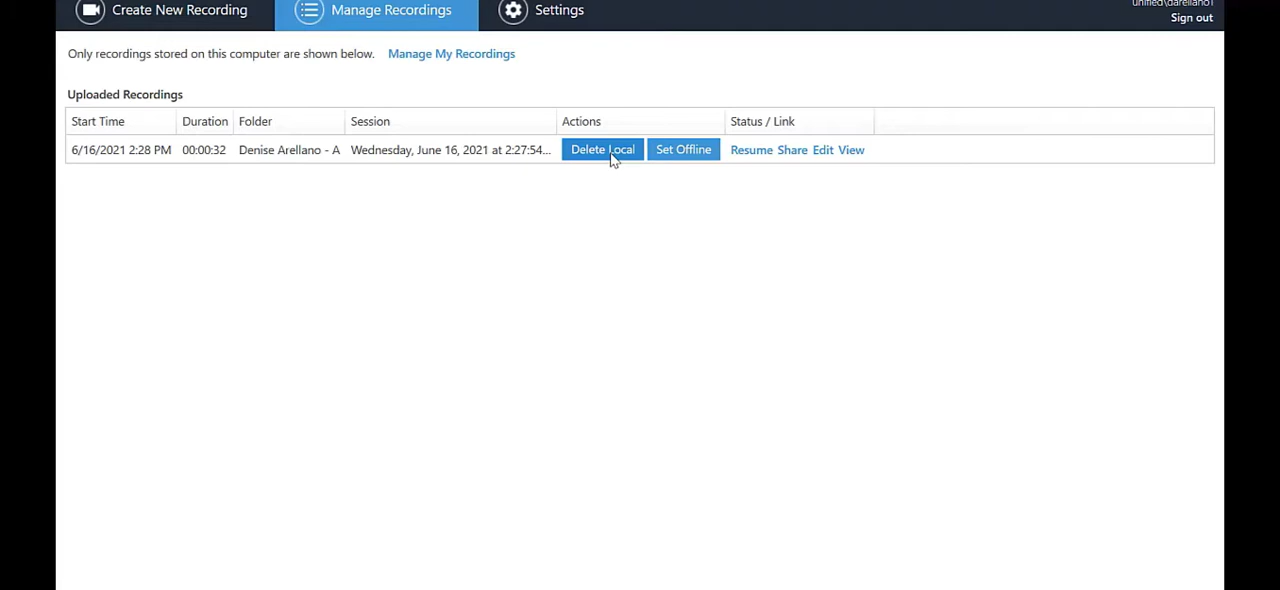 unified\darellano1
Create New Recording Manage Recordings Settings
Sign out
Only recordings stored on this computer are shown below. Manage My Recordings
Uploaded Recordings
Start Time Duration Folder Session Actions Status / Link
6/16/2021 2:28 PM 00:00:32 Denise Arellano - A Wednesday, June 16, 2021 at 2:27:54... Delete Local Set Offline Resume Share Edit View